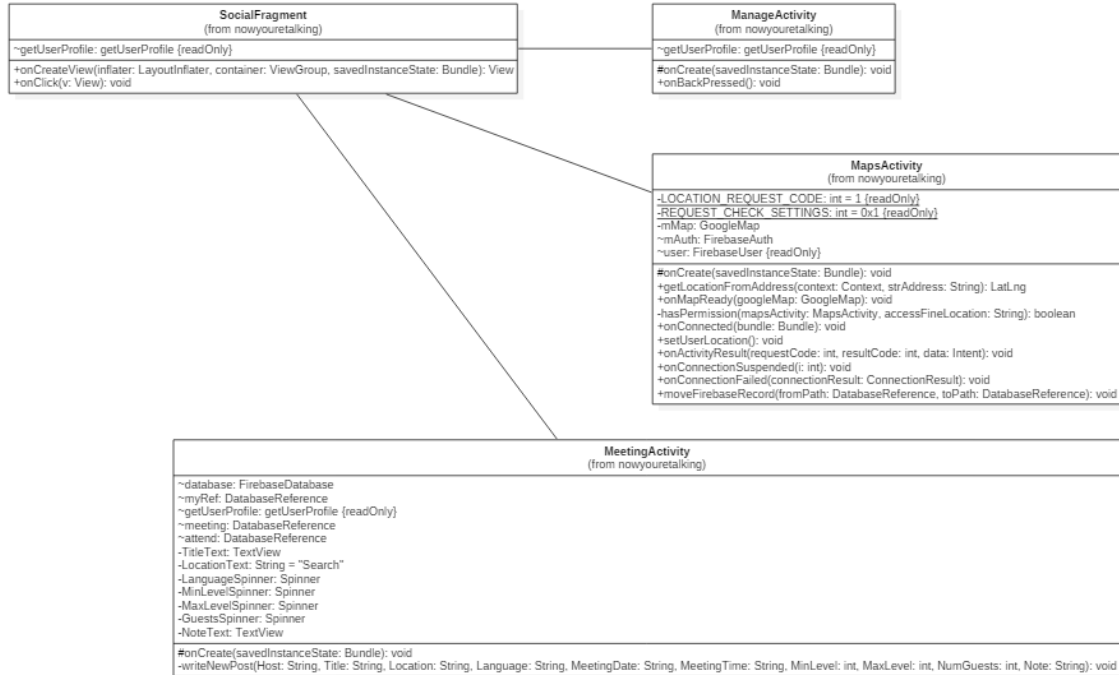 SocialFragment
(from nowyouretalking)
~getUserProfile: getUserProfile {readOnly}
+onCreateView(inflater: LayoutInflater, container: ViewGroup, savedInstanceState: Bundle): View
+onClick(v: View): void
ManageActivity
(from nowyouretalking)
~getUserProfile: getUserProfile {readOnly}
#onCreate(savedInstanceState: Bundle): void
+onBackPressed(): void
MapsActivity
(from nowyouretalking)
-LOCATION_REQUEST_CODE: int = 1 {readOnly}
-REQUEST_CHECK_SETTINGS: int = 0x1 {readOnly}
-mMap: GoogleMap
~mAuth: FirebaseAuth
~user: FirebaseUser {readOnly}
#onCreate(savedInstanceState: Bundle): void
+getLocationFromAddress(context: Context, strAddress: String): LatLng
+onMapReady(googleMap: GoogleMap): void
-hasPermission(mapsActivity: MapsActivity, accessFineLocation: String): boolean
+onConnected(bundle: Bundle): void
+setUserLocation(): void
+onActivityResult(requestCode: int, resultCode: int, data: Intent): void
+onConnectionSuspended(i: int): void
+onConnectionFailed(connectionResult: ConnectionResult): void
+moveFirebaseRecord(fromPath: DatabaseReference, toPath: DatabaseReference): void
MeetingActivity
(from nowyouretalking)
~database: FirebaseDatabase
~myRef: DatabaseReference
~getUserProfile: getUserProfile {readOnly}
~meeting: DatabaseReference
~attend: DatabaseReference
-TitleText: TextView
-LocationText: String = "Search"
-LanguageSpinner: Spinner
-MinLevelSpinner: Spinner
-MaxLevelSpinner: Spinner
-GuestsSpinner: Spinner
-NoteText: TextView
#onCreate(savedInstanceState: Bundle): void
-writeNewPost(Host: String, Title: String, Location: String, Language: String, MeetingDate: String, MeetingTime: String, MinLevel: int, MaxLevel: int, NumGuests: int, Note: String): void